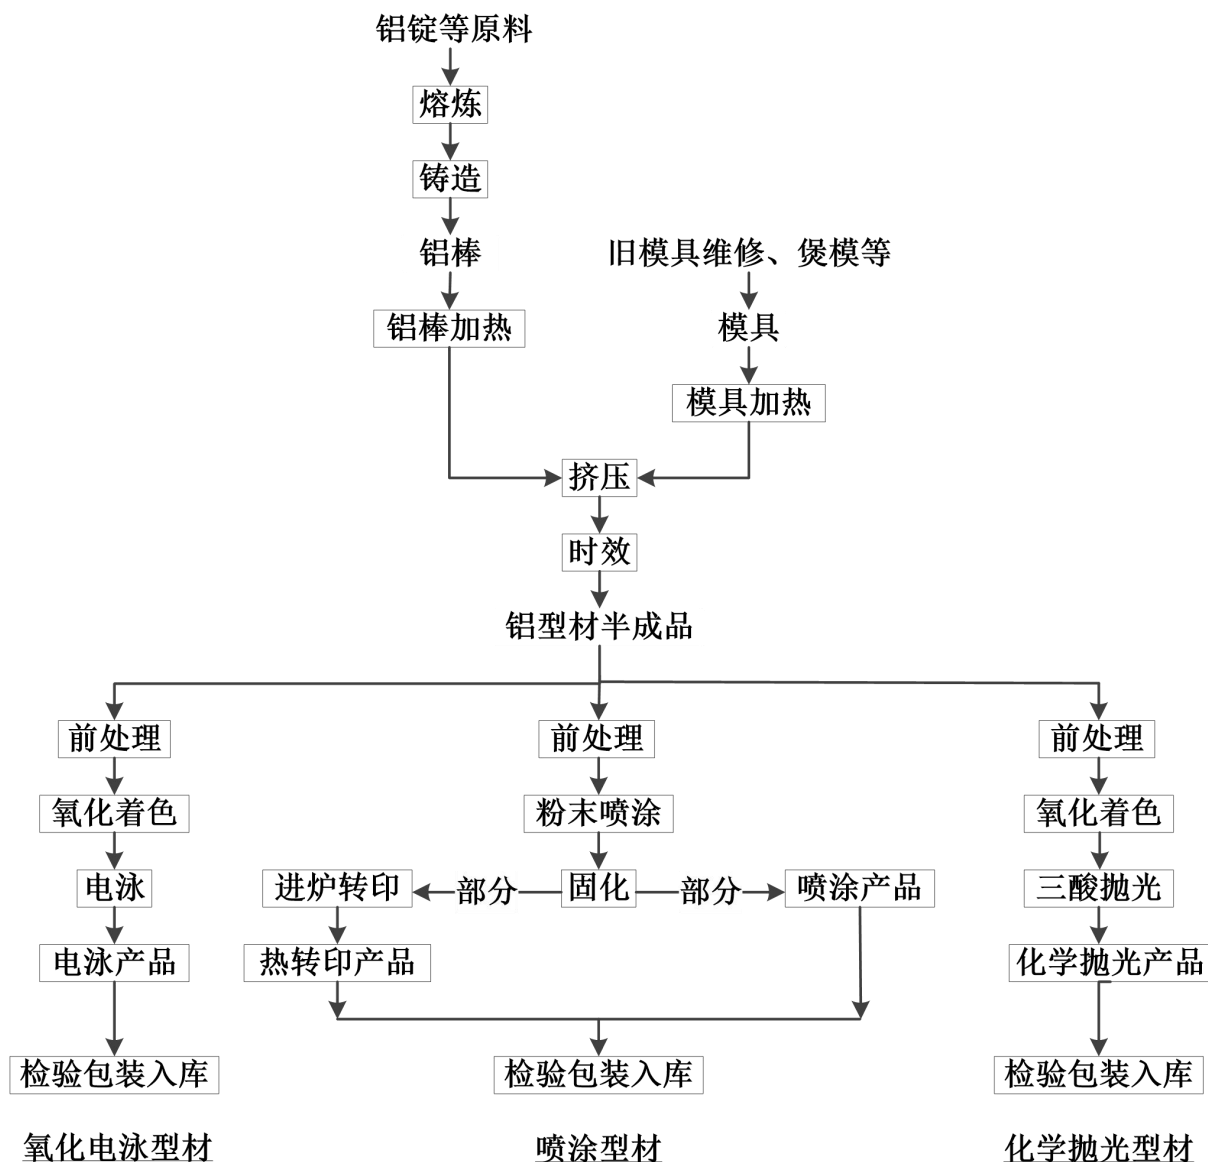 铝锭等原料
熔炼
铸造
铝棒
旧模具维修、煲模等
铝棒加热
模具
模具加热
挤压
时效
铝型材半成品
前处理
前处理
前处理
氧化着色
粉末喷涂
氧化着色
电泳
进炉转印
部分
固化
部分
喷涂产品
三酸抛光
电泳产品
热转印产品
化学抛光产品
检验包装入库
检验包装入库
检验包装入库
氧化电泳型材
喷涂型材
化学抛光型材